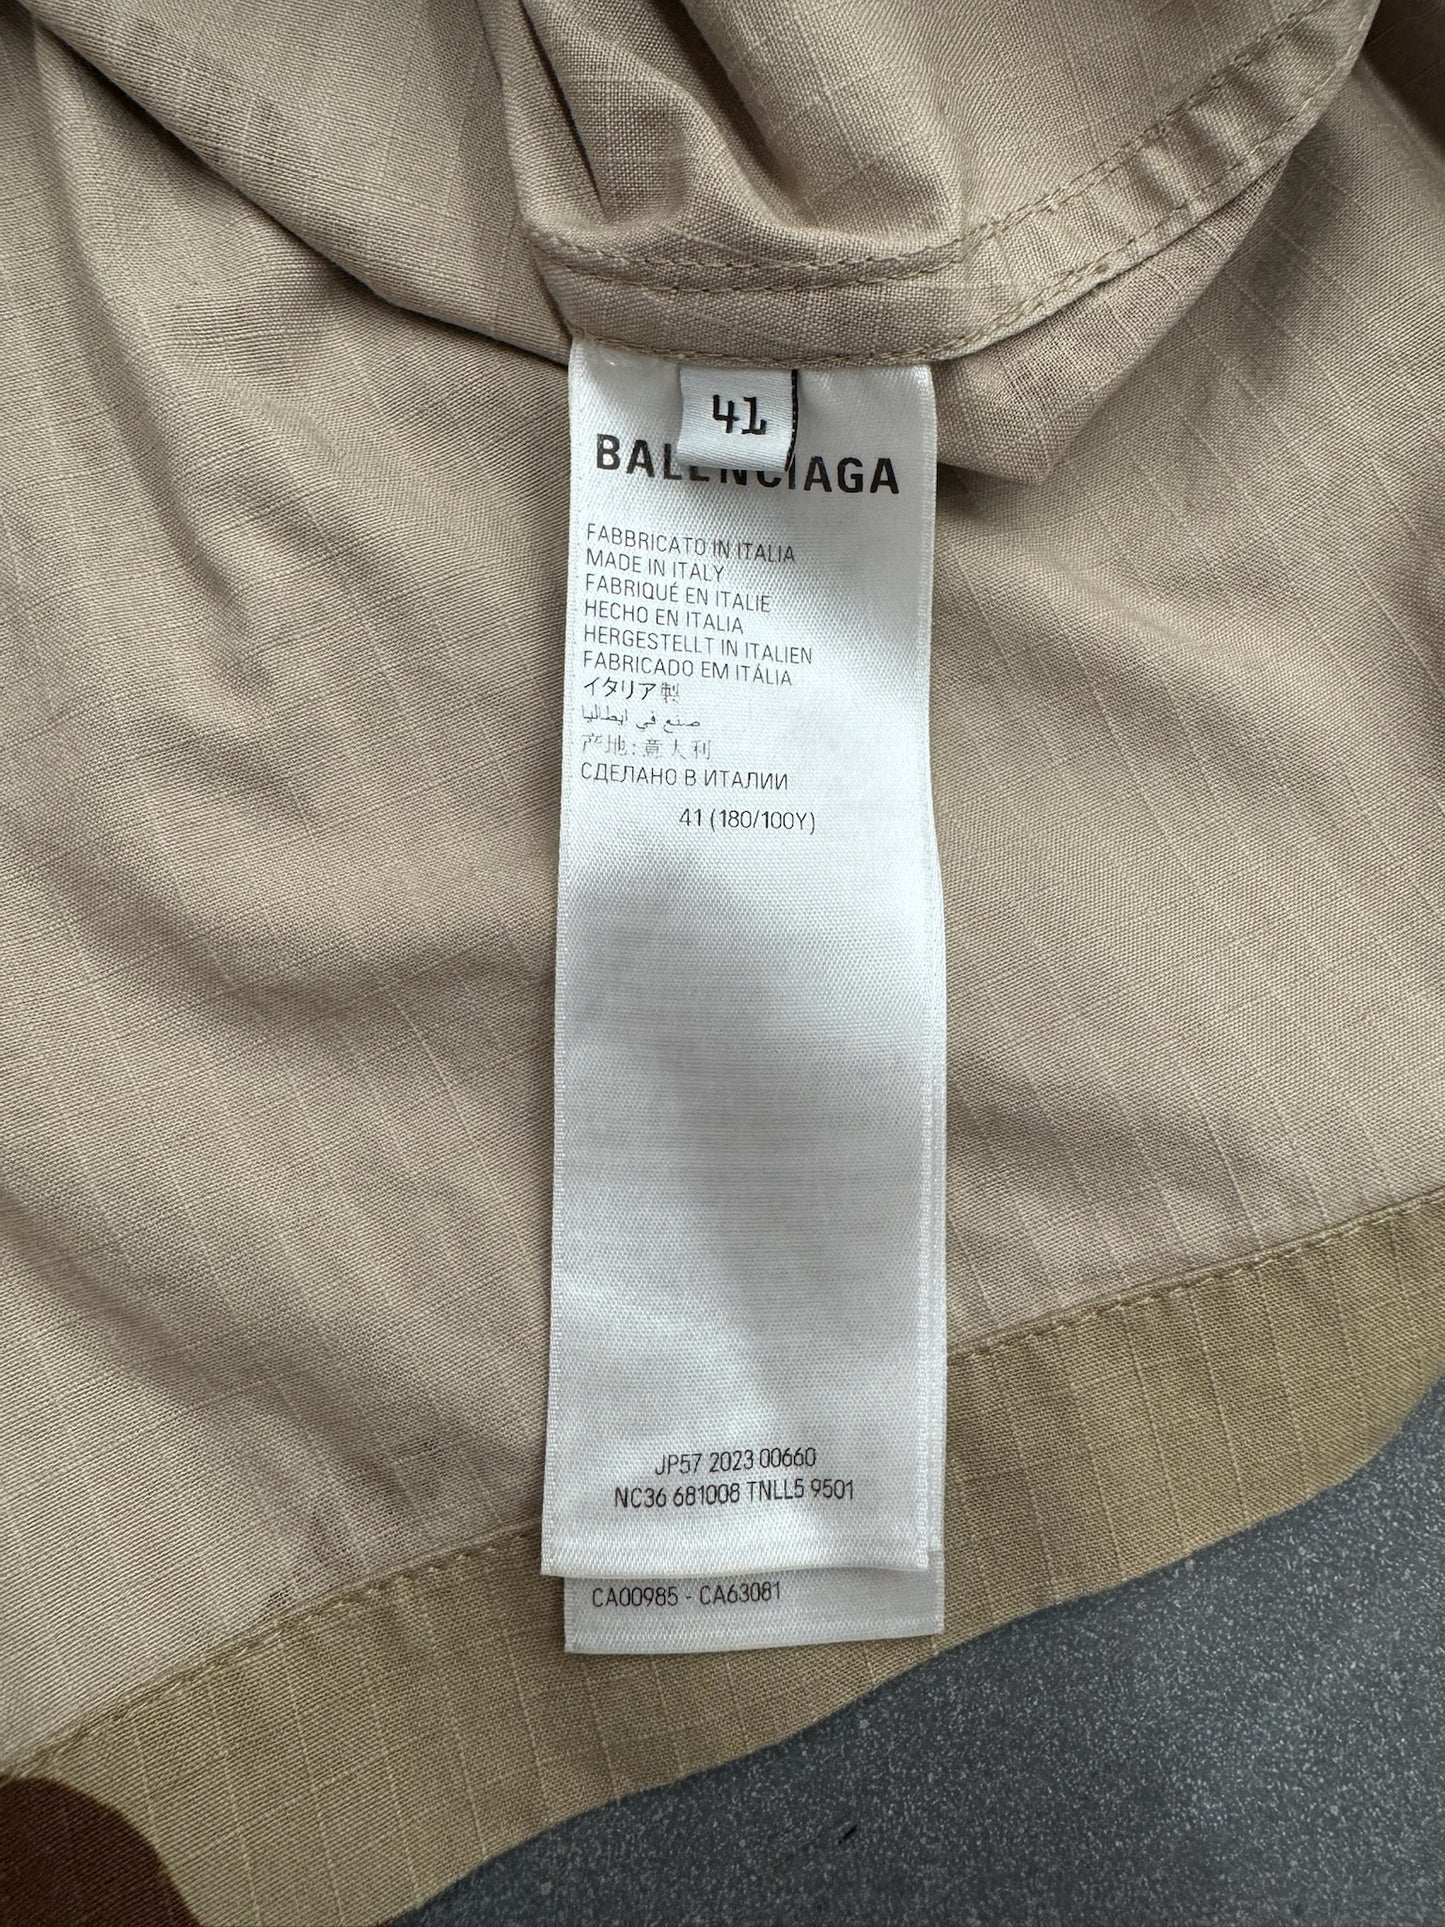 41
BALENCIAGA
FABBRICATO IN ITALIA
MADE IN ITALY
FABRIQUÉ EN ITALIE
HECHO EN ITALIA
HERGESTELLT IN ITALIEN
FABRICADO EM ITÁLIA
イタリア製
صنع في ايطاليا
产地:意大利
СДЕЛАНО В ИТАЛИИ
41 (180/100Y)
JP57 2023 00660
NC36 681008 TNLL5 9501
CA00985 - CA63081